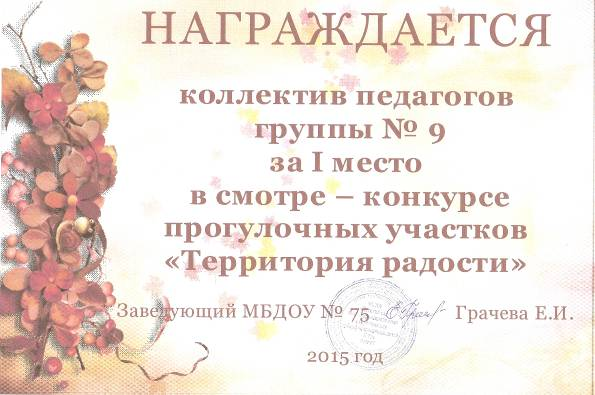 НАГРАЖДАЕТСЯ
коллектив педагогов
группы № 9
за I место
в смотре – конкурсе
прогулочных участков
«Территория радости»
Заведующий МБДОУ № 75 Грачева Е.И.
2015 год